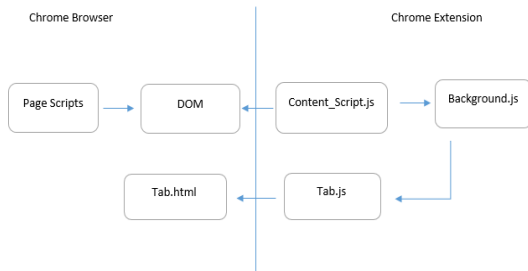 Chrome Browser
Chrome Extension
Page Scripts
DOM
Content_Script.js
Background.js
Tab.html
Tab.js